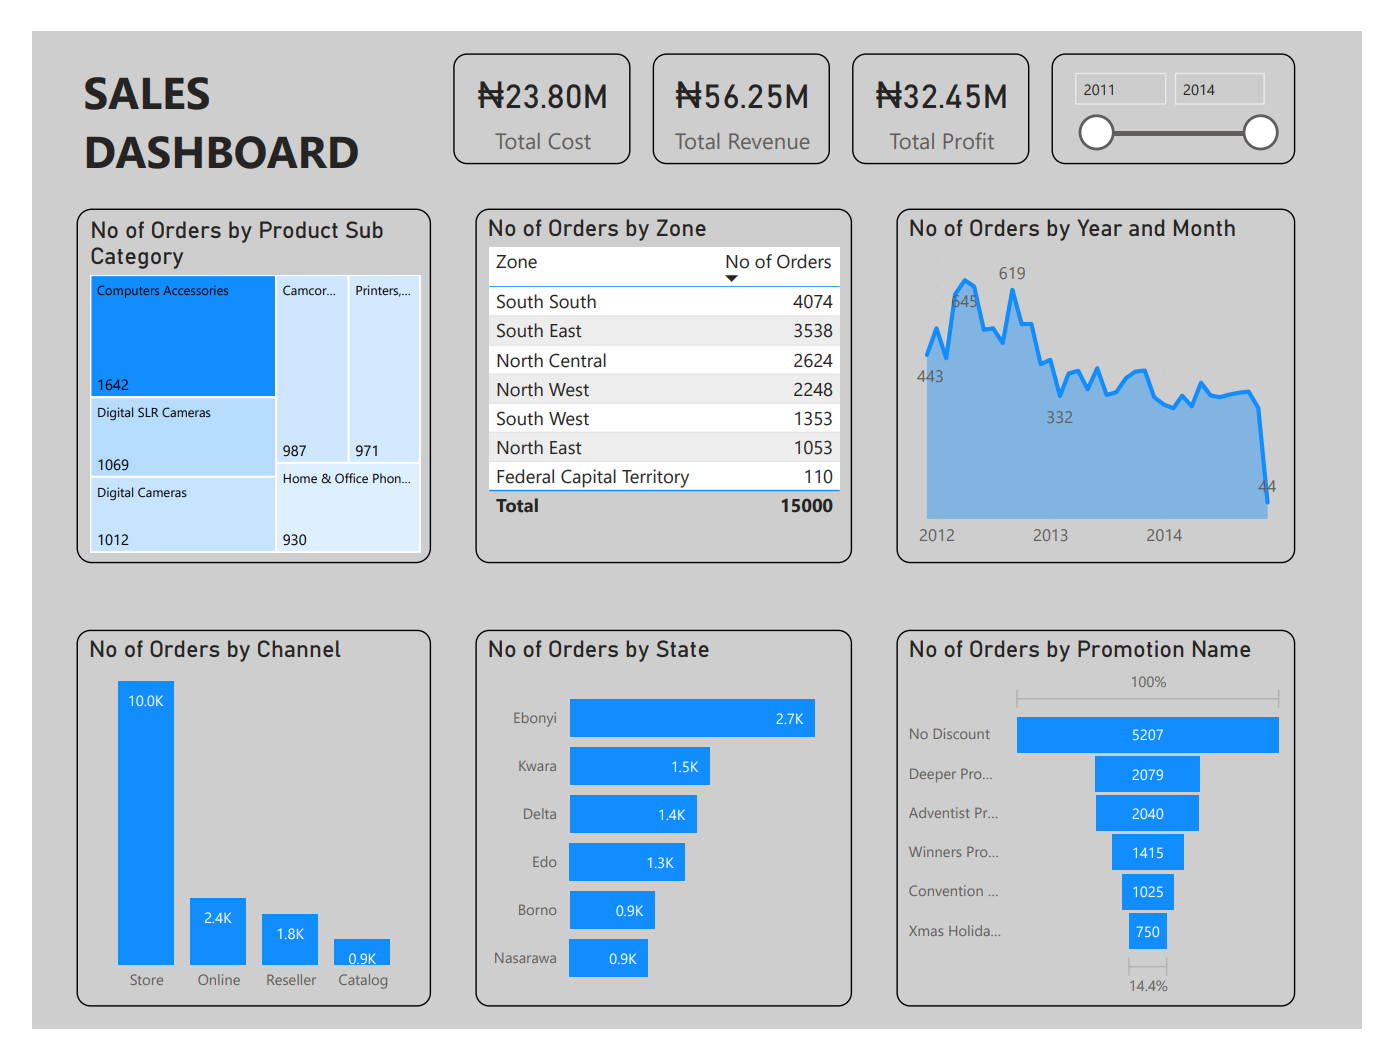 SALES
DASHBOARD
₦23.80M
Total Cost
₦56.25M
Total Revenue
₦32.45M
Total Profit
2011
2014
No of Orders by Product Sub
Category
Computers Accessories
1642
Digital SLR Cameras
1069
Digital Cameras
1012
Camcor...
987
Printers,...
971
Home & Office Phon...
930
No of Orders by Zone
Zone No of Orders
South South 4074
South East 3538
North Central 2624
North West 2248
South West 1353
North East 1053
Federal Capital Territory 110
Total 15000
No of Orders by Year and Month
619
645
443
332
44
2012 2013 2014
No of Orders by Channel
10.0K
2.4K
1.8K
0.9K
Store Online Reseller Catalog
No of Orders by State
Ebonyi 2.7K
Kwara 1.5K
Delta 1.4K
Edo 1.3K
Borno 0.9K
Nasarawa 0.9K
No of Orders by Promotion Name
100%
No Discount 5207
Deeper Pro... 2079
Adventist Pr... 2040
Winners Pro... 1415
Convention ... 1025
Xmas Holida... 750
14.4%